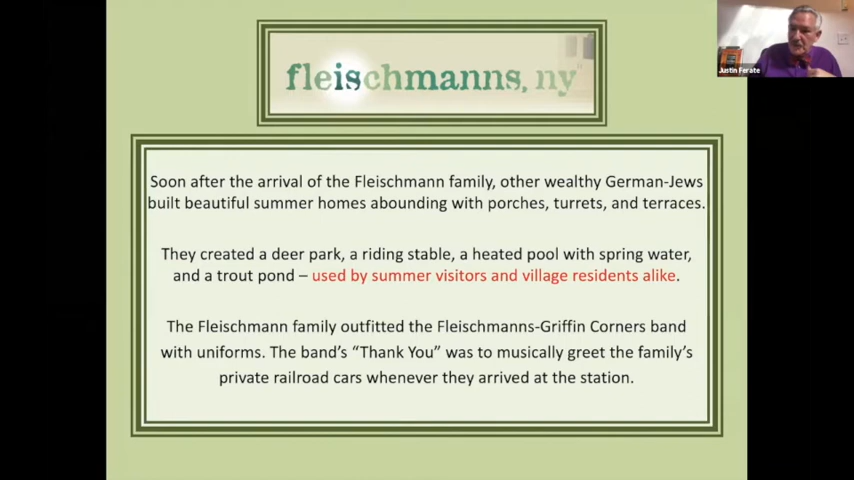 fleischmanns, ny
Justin Ferate
Soon after the arrival of the Fleischmann family, other wealthy German-Jews
built beautiful summer homes abounding with porches, turrets, and terraces.
They created a deer park, a riding stable, a heated pool with spring water,
and a trout pond – used by summer visitors and village residents alike.
The Fleischmann family outfitted the Fleischmanns-Griffin Corners band
with uniforms. The band’s “Thank You” was to musically greet the family’s
private railroad cars whenever they arrived at the station.